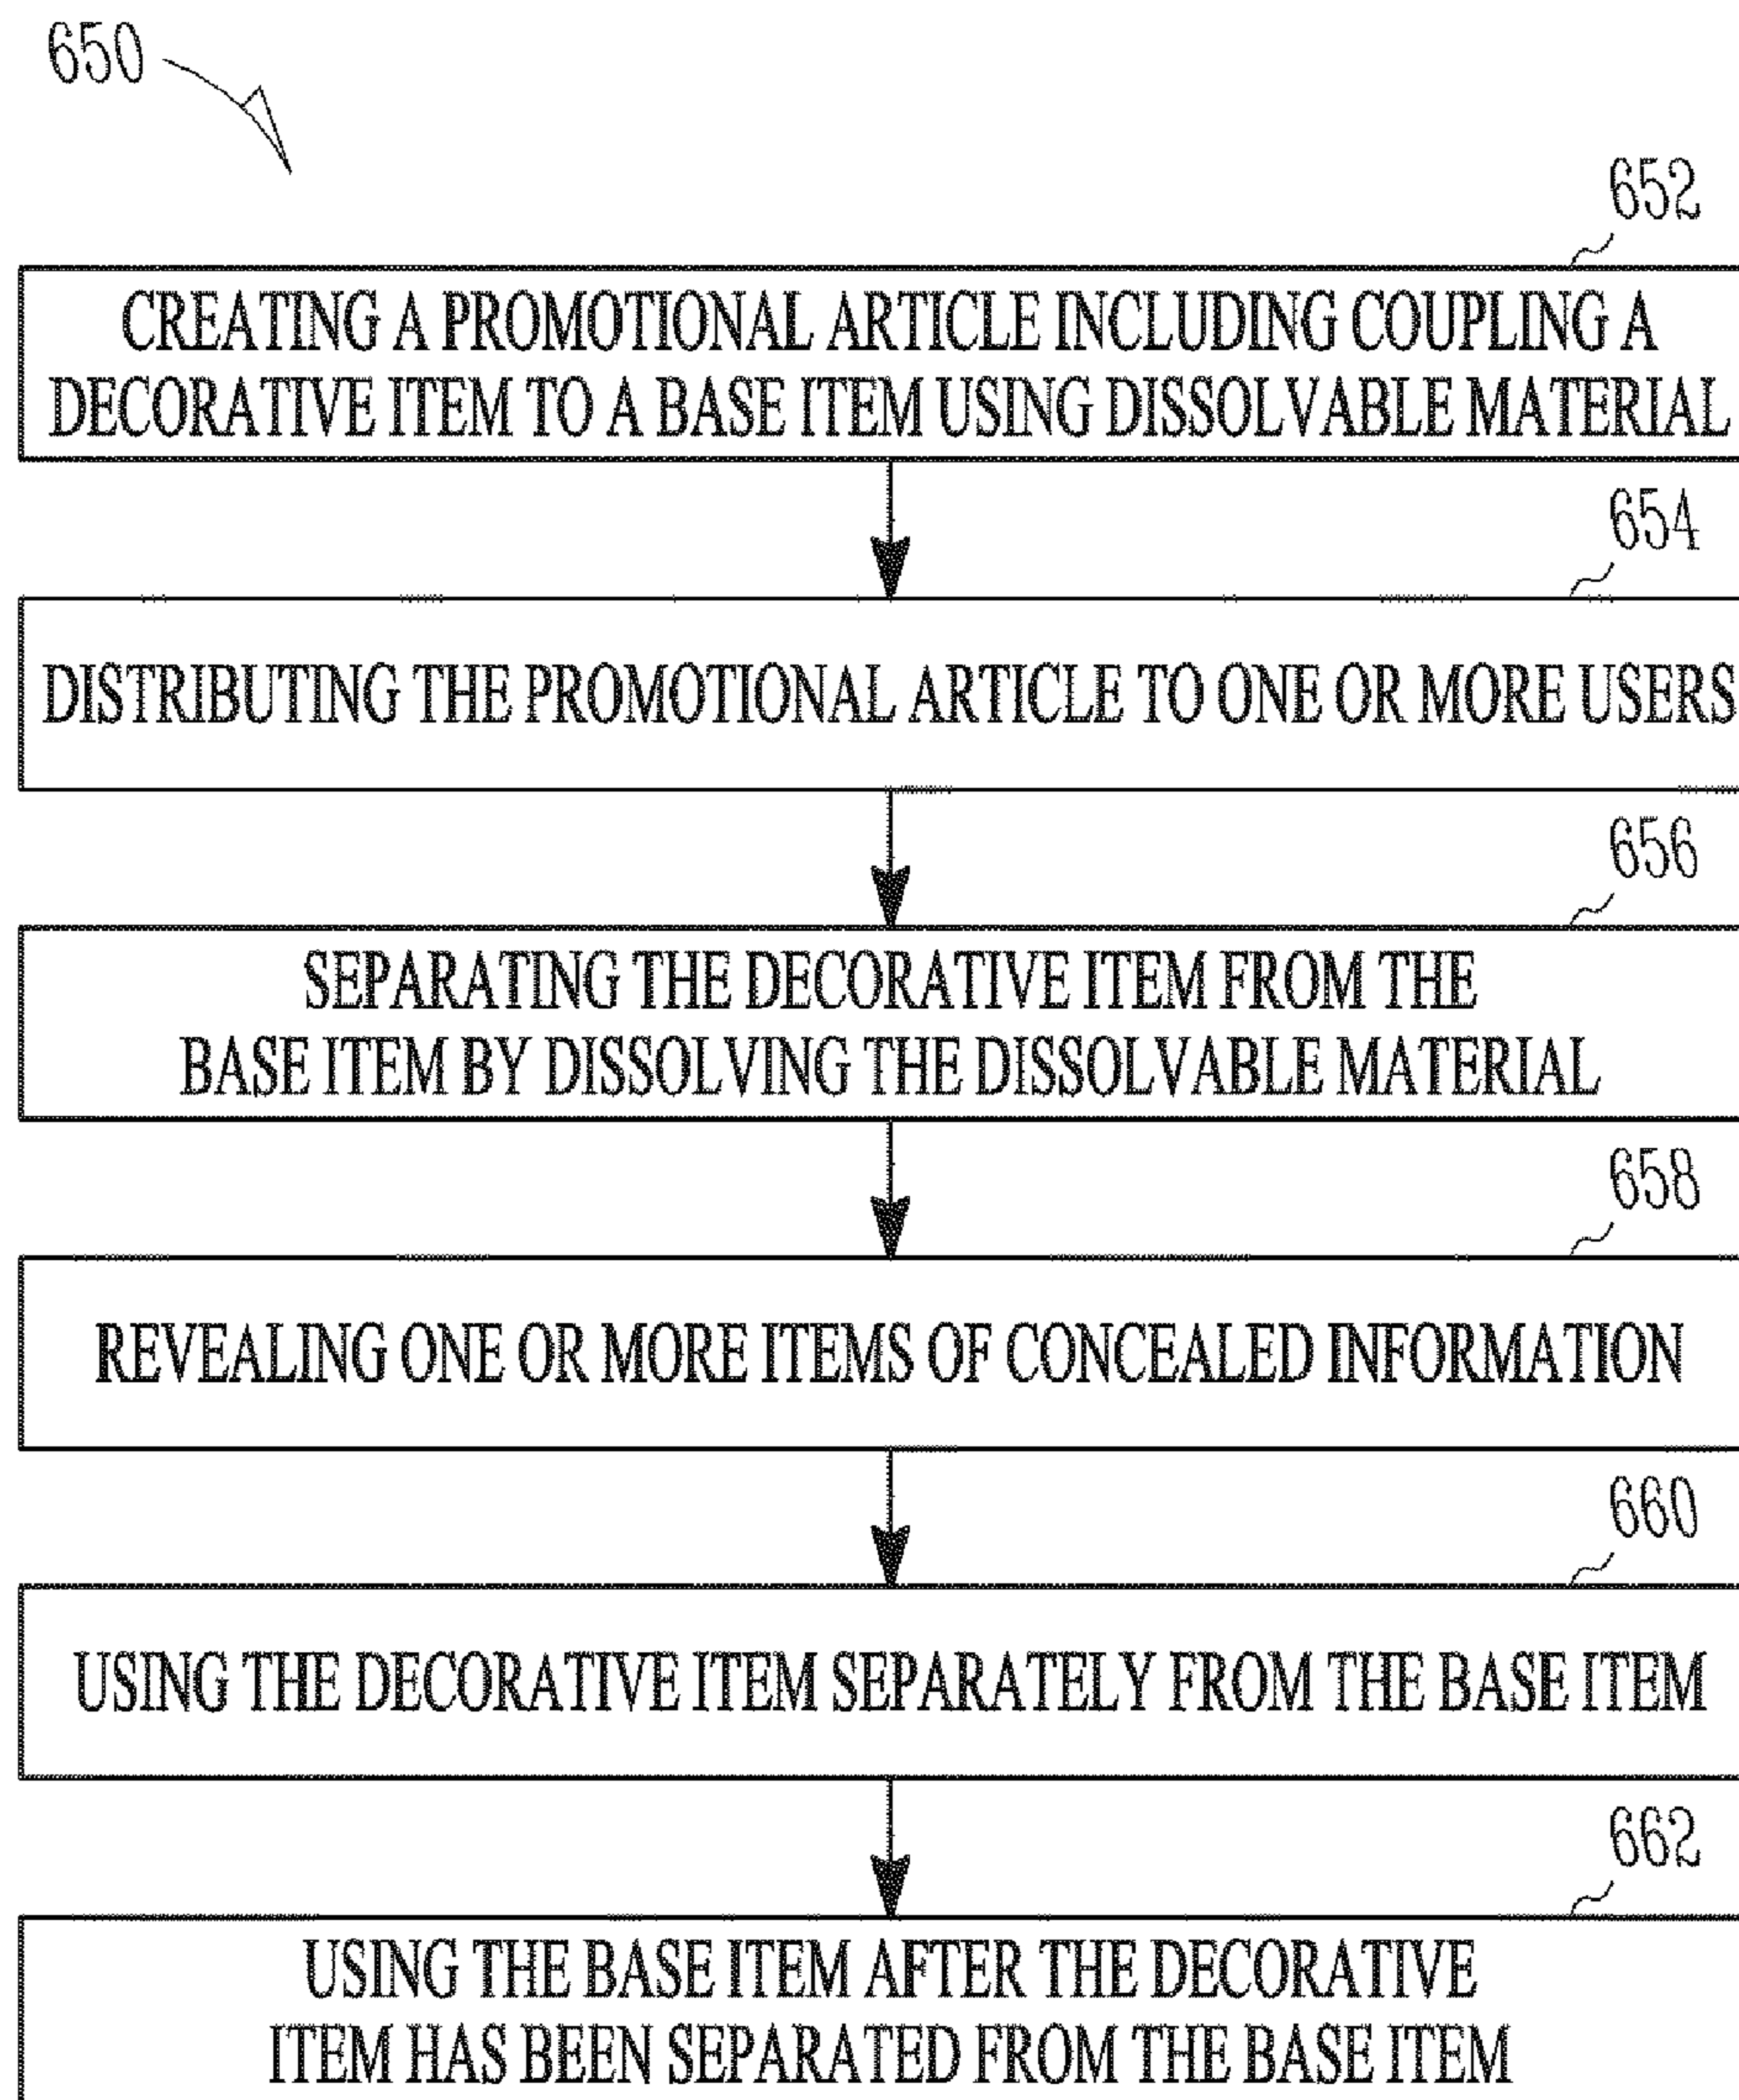 650
652
CREATING A PROMOTIONAL ARTICLE INCLUDING COUPLING A
DECORATIVE ITEM TO A BASE ITEM USING DISSOLVABLE MATERIAL
654
DISTRIBUTING THE PROMOTIONAL ARTICLE TO ONE OR MORE USERS
656
SEPARATING THE DECORATIVE ITEM FROM THE
BASE ITEM BY DISSOLVING THE DISSOLVABLE MATERIAL
658
REVEALING ONE OR MORE ITEMS OF CONCEALED INFORMATION
660
USING THE DECORATIVE ITEM SEPARATELY FROM THE BASE ITEM
662
USING THE BASE ITEM AFTER THE DECORATIVE
ITEM HAS BEEN SEPARATED FROM THE BASE ITEM